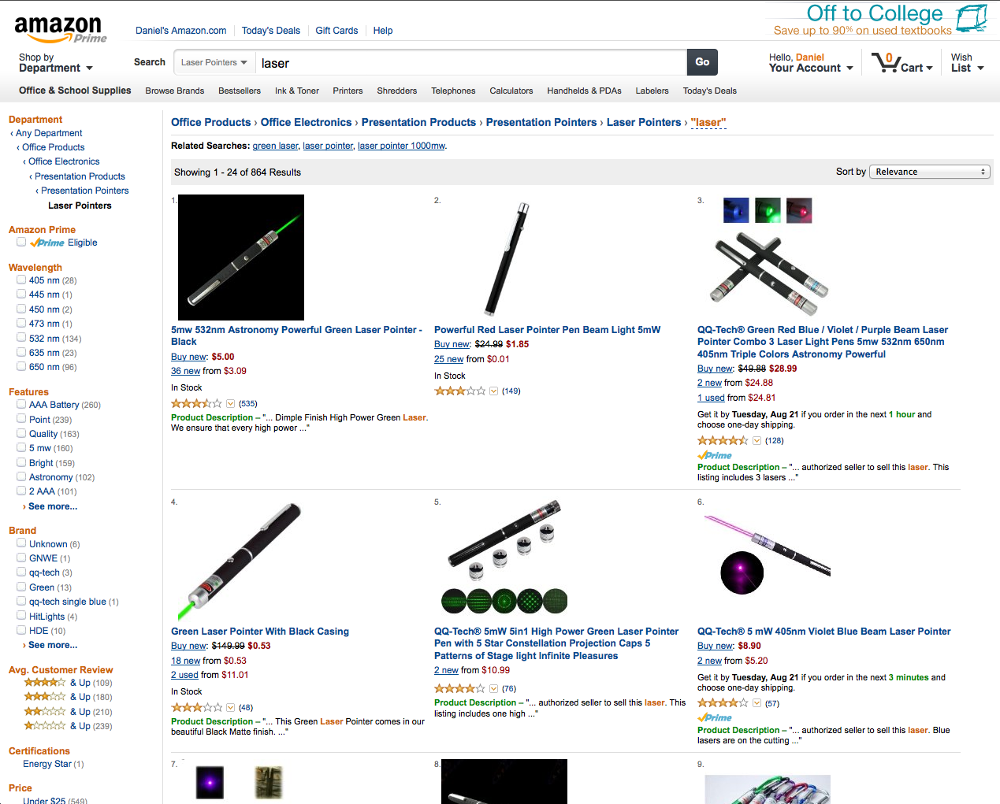 amazon
Prime
Daniel's Amazon.com
Today's Deals
Gift Cards
Help
Off to College
Save up to 90% on used textbooks
Shop by
Department
Search
Laser Pointers
laser
Go
Hello, Daniel
Your Account
0
Cart
Wish
List
Office & School Supplies
Browse Brands
Bestsellers
Ink & Toner
Printers
Shredders
Telephones
Calculators
Handhelds & PDAs
Labelers
Today's Deals
Department
‹ Any Department
‹ Office Products
‹ Office Electronics
‹ Presentation Products
‹ Presentation Pointers
Laser Pointers
Amazon Prime
Prime Eligible
Wavelength
405 nm (28)
445 nm (1)
450 nm (2)
473 nm (1)
532 nm (134)
635 nm (23)
650 nm (96)
Features
AAA Battery (260)
Point (239)
Quality (163)
5 mw (160)
Bright (159)
Astronomy (102)
2 AAA (101)
› See more...
Brand
Unknown (6)
GNWE (1)
qq-tech (3)
Green (13)
qq-tech single blue (1)
HitLights (4)
HDE (10)
› See more...
Avg. Customer Review
& Up (109)
& Up (180)
& Up (210)
& Up (239)
Certifications
Energy Star (1)
Price
Under $25 (549)
Office Products › Office Electronics › Presentation Products › Presentation Pointers › Laser Pointers › "laser"
Related Searches: green laser, laser pointer, laser pointer 1000mw.
Showing 1 - 24 of 864 Results
Sort by Relevance
1.
5mw 532nm Astronomy Powerful Green Laser Pointer -
Black
Buy new: $5.00
36 new from $3.09
In Stock
(535)
Product Description – "... Dimple Finish High Power Green Laser.
We ensure that every high power ..."
2.
Powerful Red Laser Pointer Pen Beam Light 5mW
Buy new: $24.99 $1.85
25 new from $0.01
In Stock
(149)
3.
QQ-Tech® Green Red Blue / Violet / Purple Beam Laser
Pointer Combo 3 Laser Light Pens 5mw 532nm 650nm
405nm Triple Colors Astronomy Powerful
Buy new: $49.88 $28.99
2 new from $24.88
1 used from $24.81
Get it by Tuesday, Aug 21 if you order in the next 1 hour and
choose one-day shipping.
(128)
Prime
Product Description – "... authorized seller to sell this laser. This
listing includes 3 lasers ..."
4.
Green Laser Pointer With Black Casing
Buy new: $149.99 $0.53
18 new from $0.53
2 used from $11.01
In Stock
(48)
Product Description – "... This Green Laser Pointer comes in our
beautiful Black Matte finish. ..."
5.
QQ-Tech® 5mW 5in1 High Power Green Laser Pointer
Pen with 5 Star Constellation Projection Caps 5
Patterns of Stage light Infinite Pleasures
2 new from $10.99
(76)
Product Description – "... authorized seller to sell this laser. This
listing includes one high ..."
6.
QQ-Tech® 5 mW 405nm Violet Blue Beam Laser Pointer
Buy new: $8.90
2 new from $5.20
Get it by Tuesday, Aug 21 if you order in the next 3 minutes and
choose one-day shipping.
(57)
Prime
Product Description – "... authorized seller to sell this laser. Blue
lasers are on the cutting ..."
7.
8.
9.